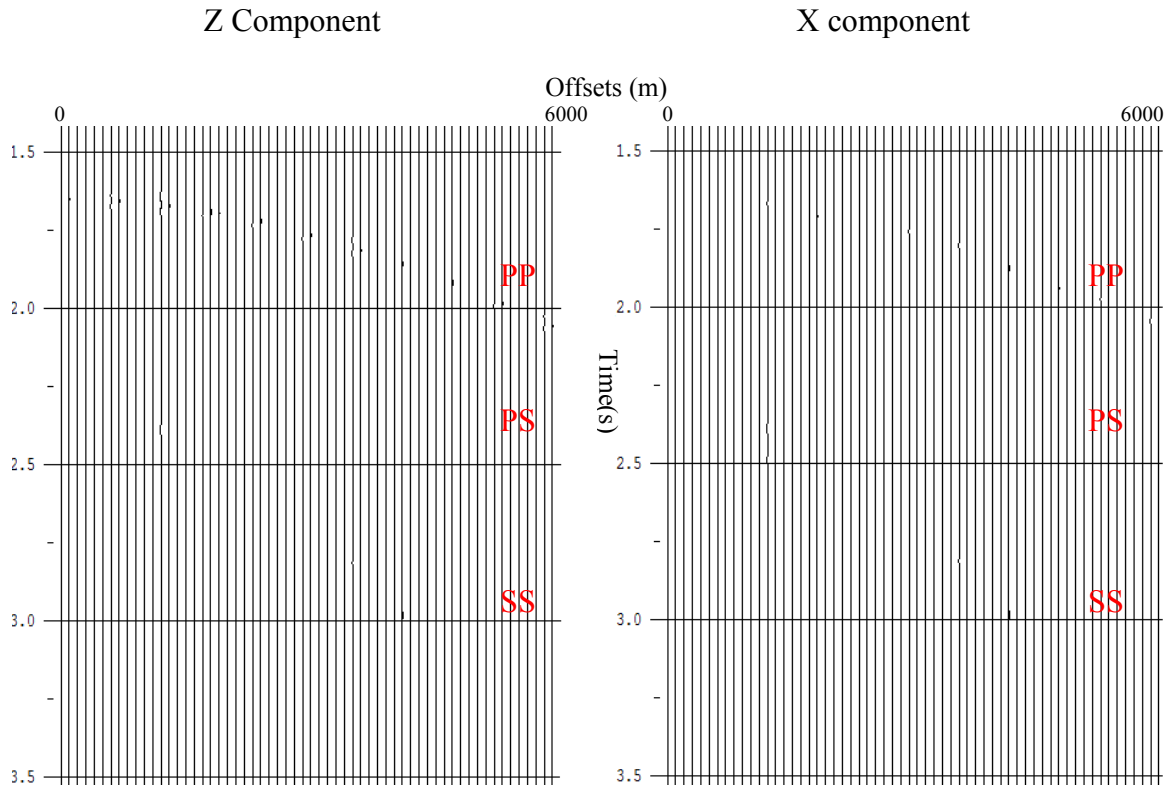 Z Component
X component
Offsets (m)
0
6000
0
6000
1.5
2.0
2.5
3.0
3.5
PP
PS
SS
Time(s)
1.5
2.0
2.5
3.0
3.5
PP
PS
SS